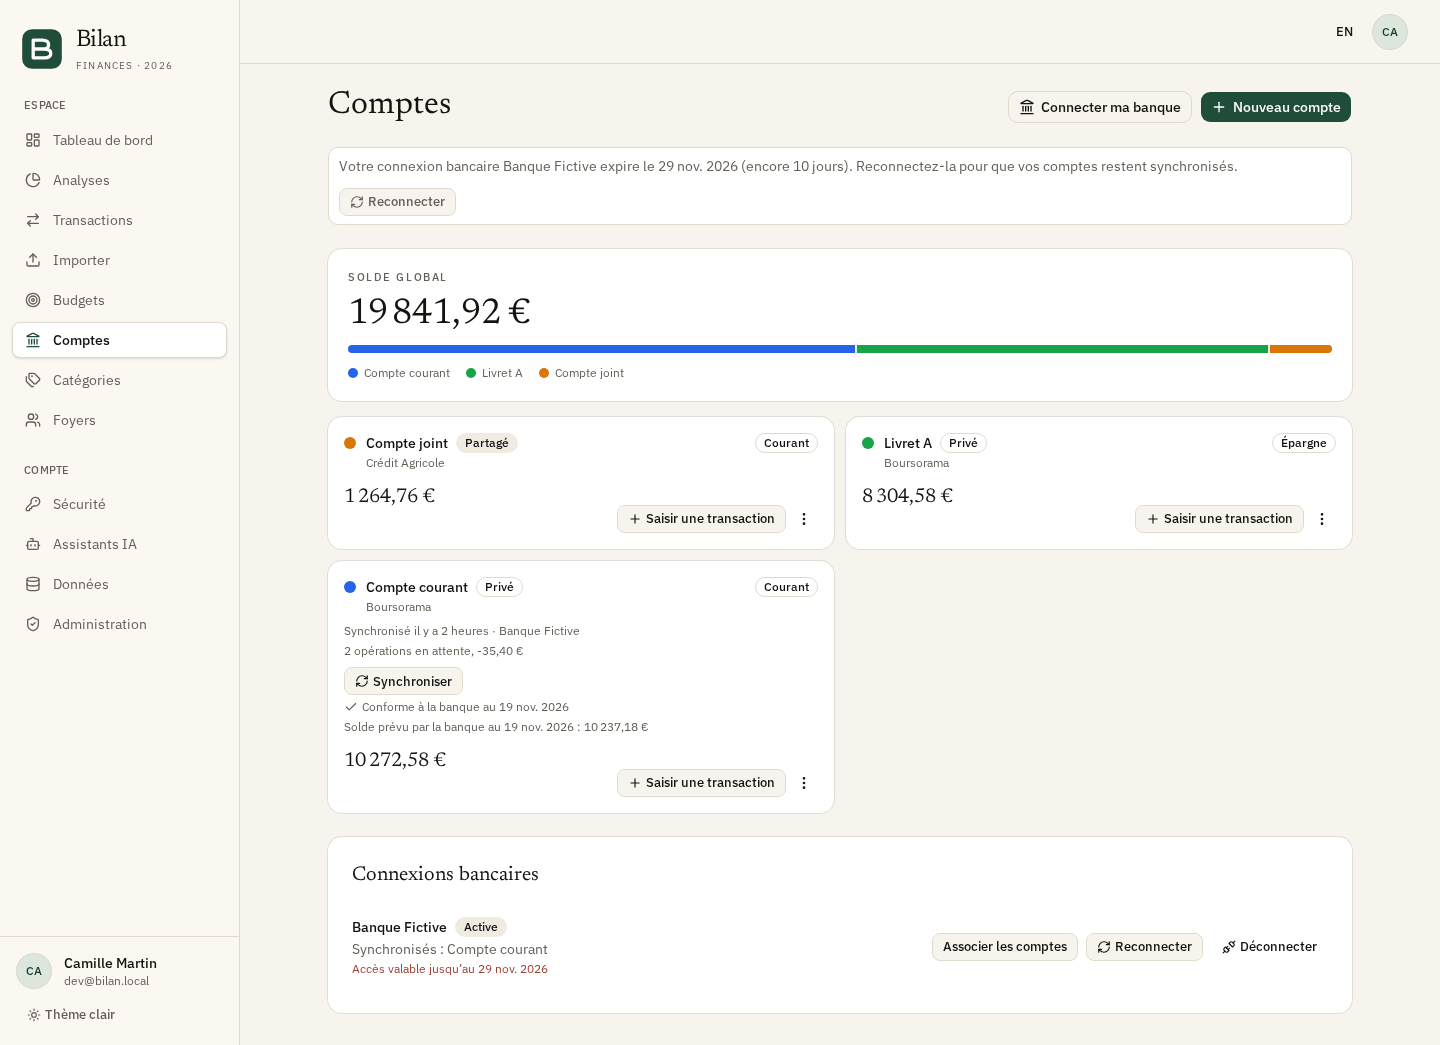 Bilan
FINANCES · 2026
ESPACE
Tableau de bord
Analyses
Transactions
Importer
Budgets
Comptes
Catégories
Foyers
COMPTE
Sécurité
Assistants IA
Données
Administration
CA
Camille Martin
dev@bilan.local
Thème clair
EN
CA
Comptes
Connecter ma banque
Nouveau compte
Votre connexion bancaire Banque Fictive expire le 29 nov. 2026 (encore 10 jours). Reconnectez-la pour que vos comptes restent synchronisés.
Reconnecter
SOLDE GLOBAL
19 841,92 €
Compte courant
Livret A
Compte joint
Compte joint Partagé Courant
Crédit Agricole
1 264,76 €
Saisir une transaction
Livret A Privé Épargne
Boursorama
8 304,58 €
Saisir une transaction
Compte courant Privé Courant
Boursorama
Synchronisé il y a 2 heures · Banque Fictive
2 opérations en attente, -35,40 €
Synchroniser
Conforme à la banque au 19 nov. 2026
Solde prévu par la banque au 19 nov. 2026 : 10 237,18 €
10 272,58 €
Saisir une transaction
Connexions bancaires
Banque Fictive Active
Synchronisés : Compte courant
Accès valable jusqu'au 29 nov. 2026
Associer les comptes
Reconnecter
Déconnecter